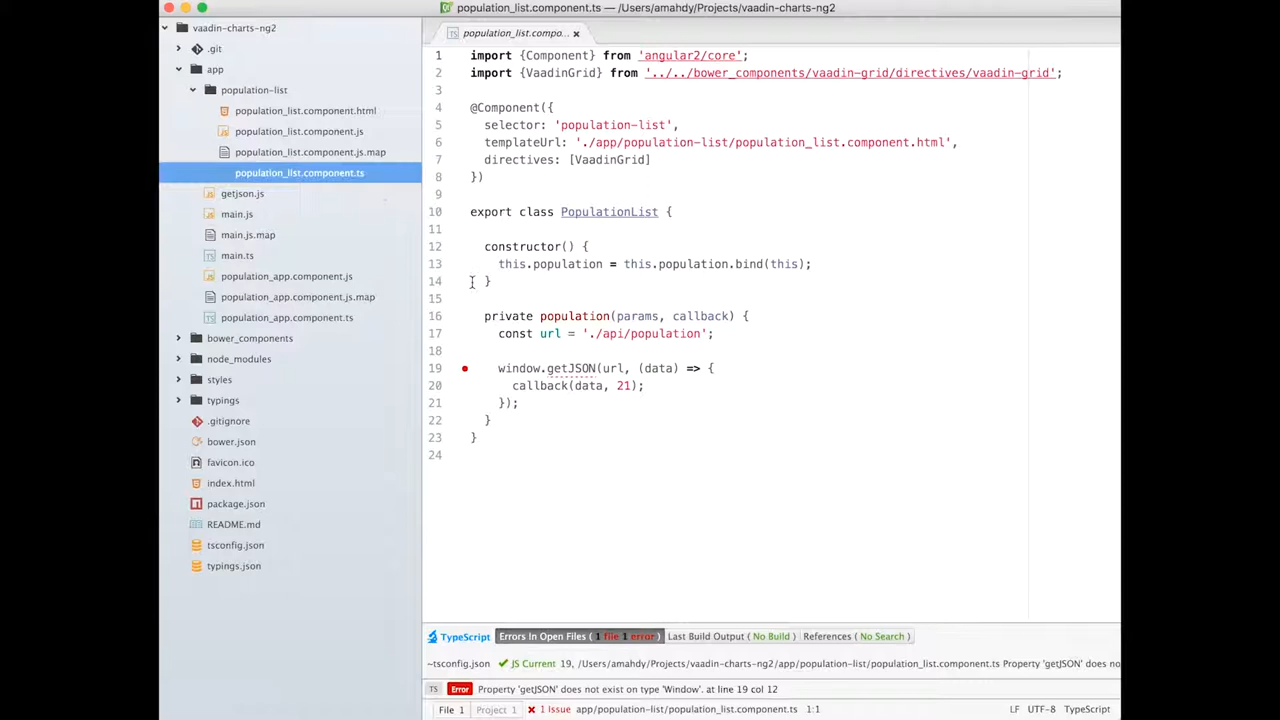 population_list.component.ts — /Users/amahdy/Projects/vaadin-charts-ng2
vaadin-charts-ng2
.git
app
population-list
population_list.component.html
population_list.component.js
population_list.component.js.map
population_list.component.ts
getjson.js
main.js
main.js.map
main.ts
population_app.component.js
population_app.component.js.map
population_app.component.ts
bower_components
node_modules
styles
typings
.gitignore
bower.json
favicon.ico
index.html
package.json
README.md
tsconfig.json
typings.json
population_list.compo...
1 import {Component} from 'angular2/core';
2 import {VaadinGrid} from '../../bower_components/vaadin-grid/directives/vaadin-grid';
3
4 @Component({
5 selector: 'population-list',
6 templateUrl: './app/population-list/population_list.component.html',
7 directives: [VaadinGrid]
8 })
9
10 export class PopulationList {
11
12 constructor() {
13 this.population = this.population.bind(this);
14 }
15
16 private population(params, callback) {
17 const url = './api/population';
18
19 window.getJSON(url, (data) => {
20 callback(data, 21);
21 });
22 }
23 }
24
TypeScript Errors In Open Files ( 1 file 1 error ) Last Build Output ( No Build ) References ( No Search )
~tsconfig.json JS Current 19, /Users/amahdy/Projects/vaadin-charts-ng2/app/population-list/population_list.component.ts Property 'getJSON' does no
TS Error Property 'getJSON' does not exist on type 'Window'. at line 19 col 12
File 1 Project 1 1 Issue app/population-list/population_list.component.ts 1:1 LF UTF-8 TypeScript